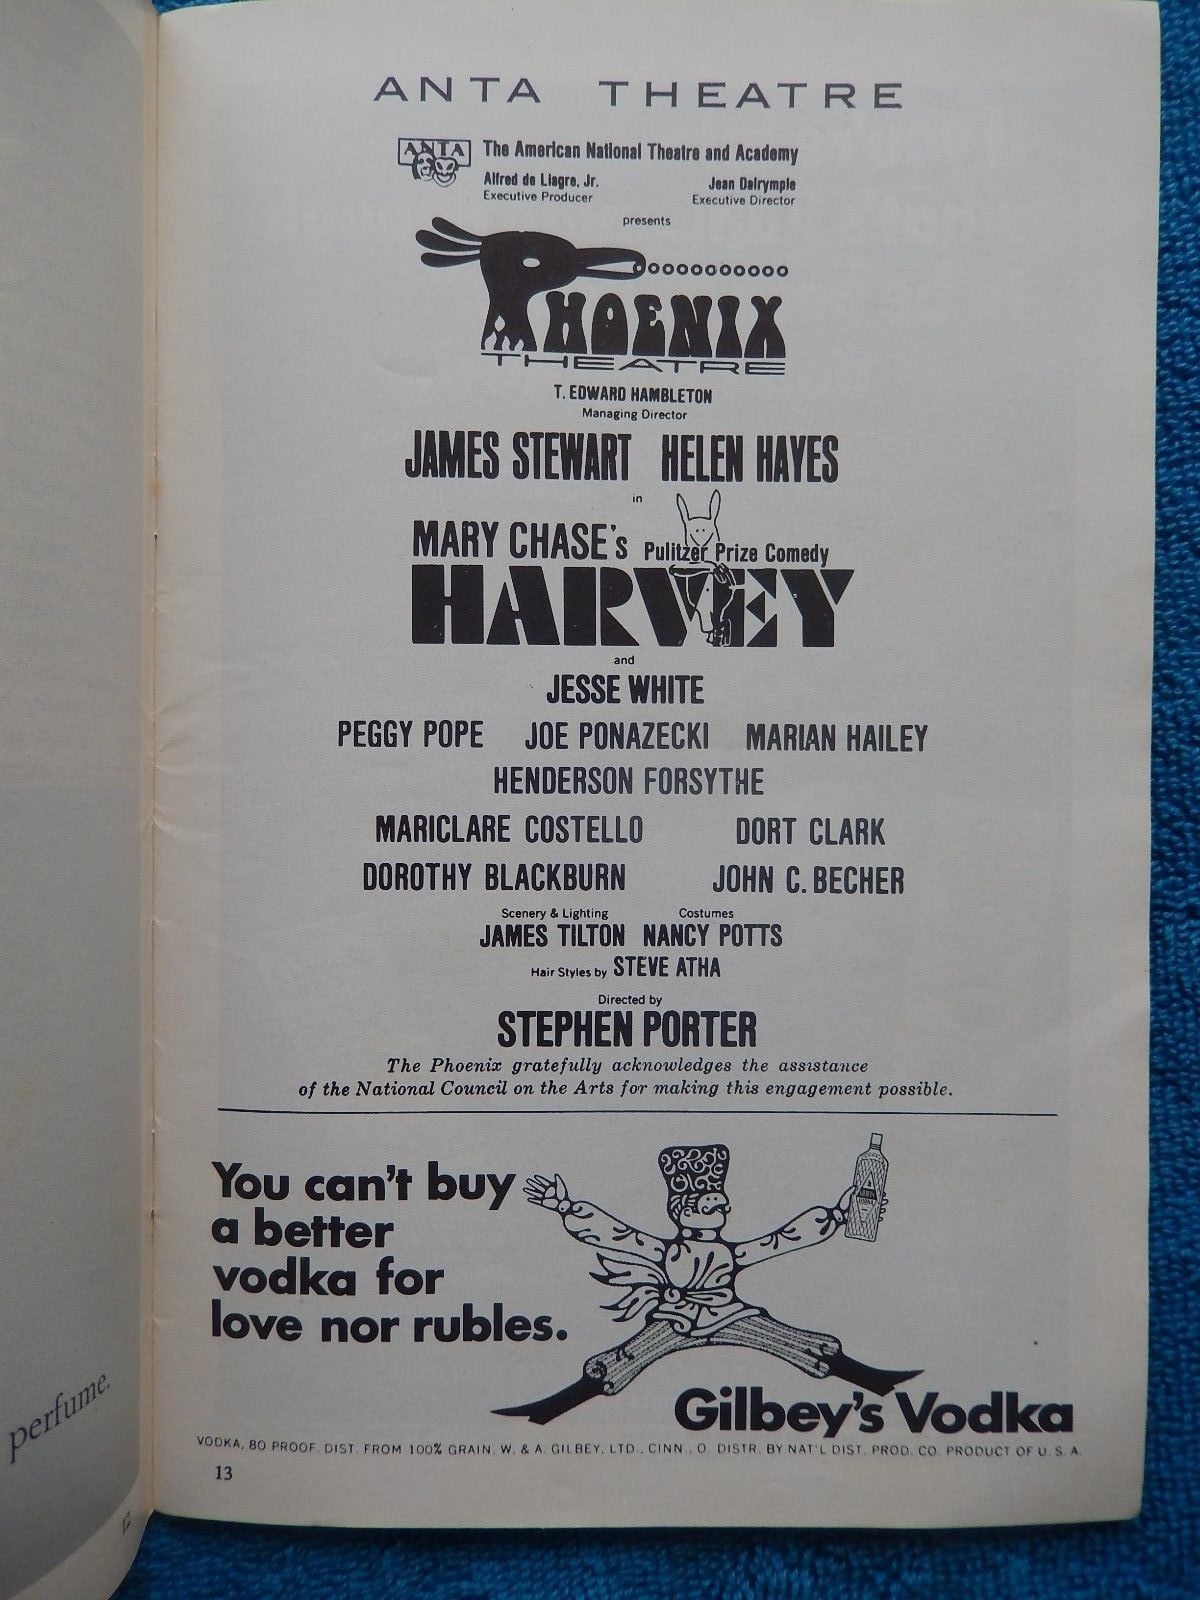 ANTA THEATRE
ANTA
The American National Theatre and Academy
Alfred de Liagre, Jr. Jean Dalrymple
Executive Producer Executive Director
presents
PHOENIX
THEATRE
T. EDWARD HAMBLETON
Managing Director
JAMES STEWART HELEN HAYES
in
MARY CHASE's Pulitzer Prize Comedy
HARVEY
and
JESSE WHITE
PEGGY POPE JOE PONAZECKI MARIAN HAILEY
HENDERSON FORSYTHE
MARICLARE COSTELLO DORT CLARK
DOROTHY BLACKBURN JOHN C. BECHER
Scenery & Lighting Costumes
JAMES TILTON NANCY POTTS
Hair Styles by STEVE ATHA
Directed by
STEPHEN PORTER
The Phoenix gratefully acknowledges the assistance
of the National Council on the Arts for making this engagement possible.
You can't buy
a better
vodka for
love nor rubles.
Gilbey's Vodka
VODKA, 80 PROOF. DIST. FROM 100% GRAIN, W. & A. GILBEY, LTD., CINN., O. DISTR. BY NAT'L DIST. PROD. CO. PRODUCT OF U. S. A.
13
perfume.
12